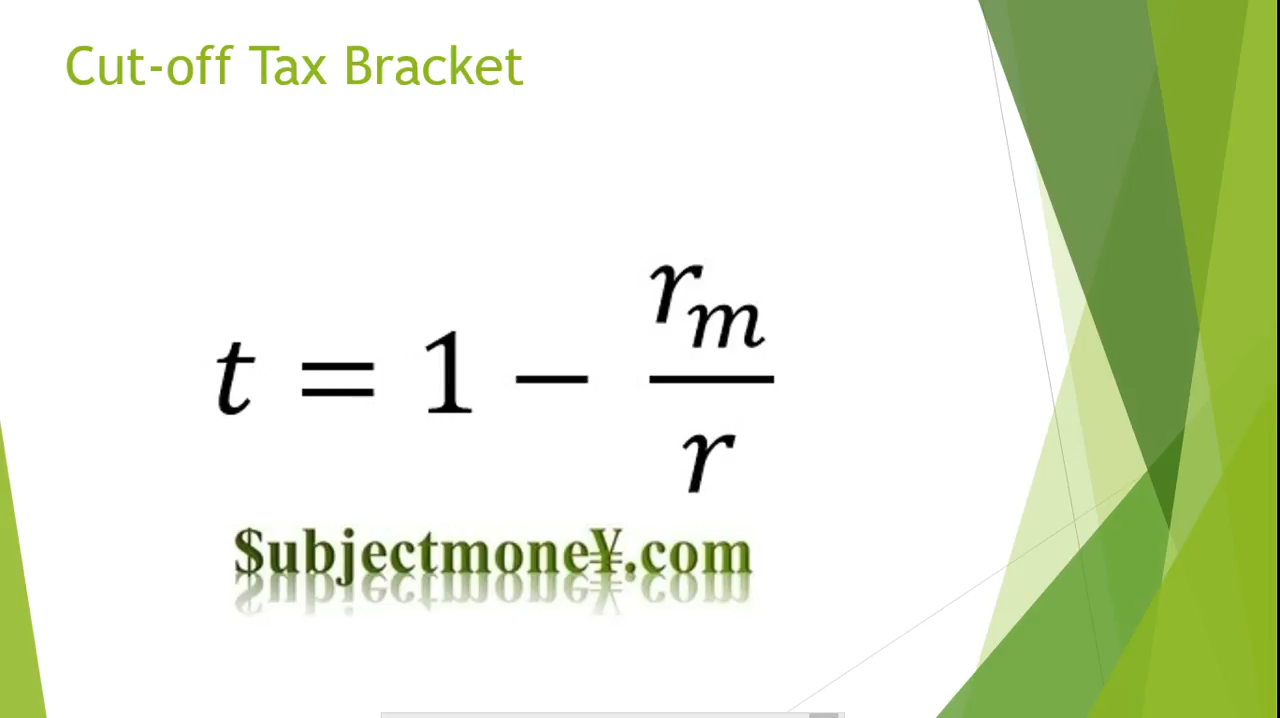 Cut-off Tax Bracket
t = 1 − r_m / r
$ubjectmone¥.com